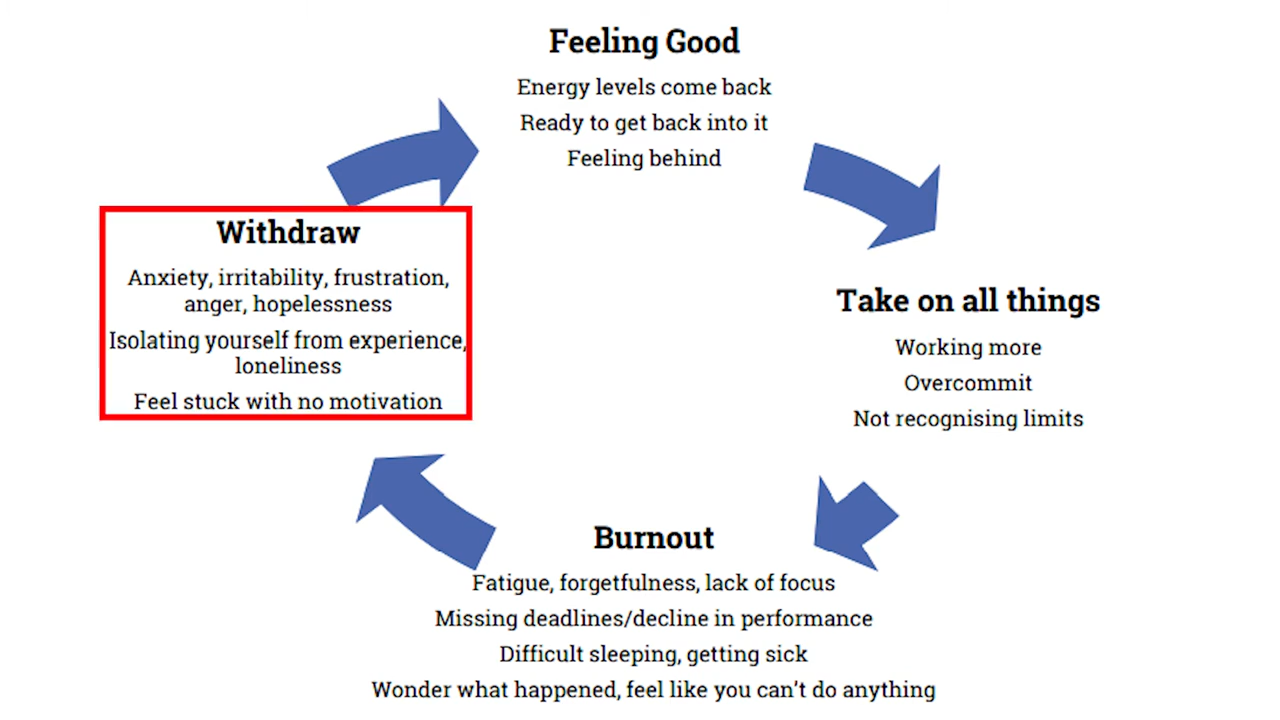 Feeling Good
Energy levels come back
Ready to get back into it
Feeling behind
Take on all things
Working more
Overcommit
Not recognising limits
Burnout
Fatigue, forgetfulness, lack of focus
Missing deadlines/decline in performance
Difficult sleeping, getting sick
Wonder what happened, feel like you can’t do anything
Withdraw
Anxiety, irritability, frustration,
anger, hopelessness
Isolating yourself from experience,
loneliness
Feel stuck with no motivation